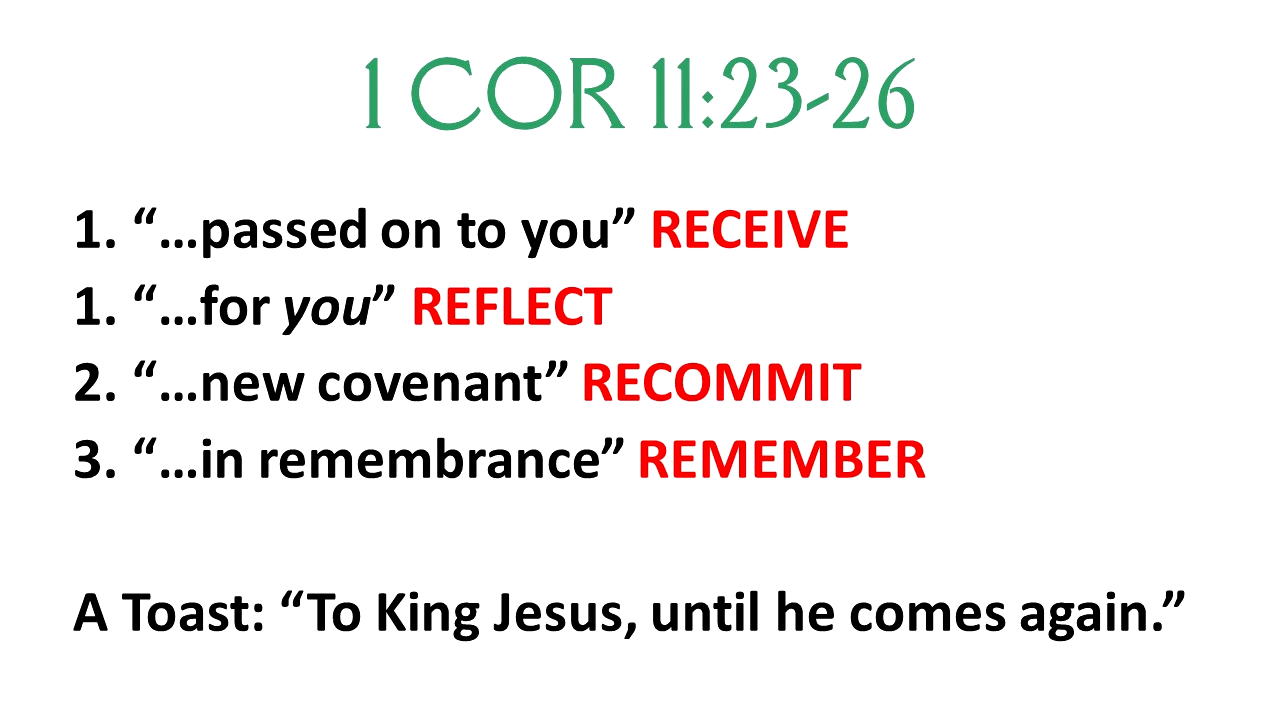 1 COR 11:23-26
1. “…passed on to you” RECEIVE
1. “…for you” REFLECT
2. “…new covenant” RECOMMIT
3. “…in remembrance” REMEMBER
A Toast: “To King Jesus, until he comes again.”